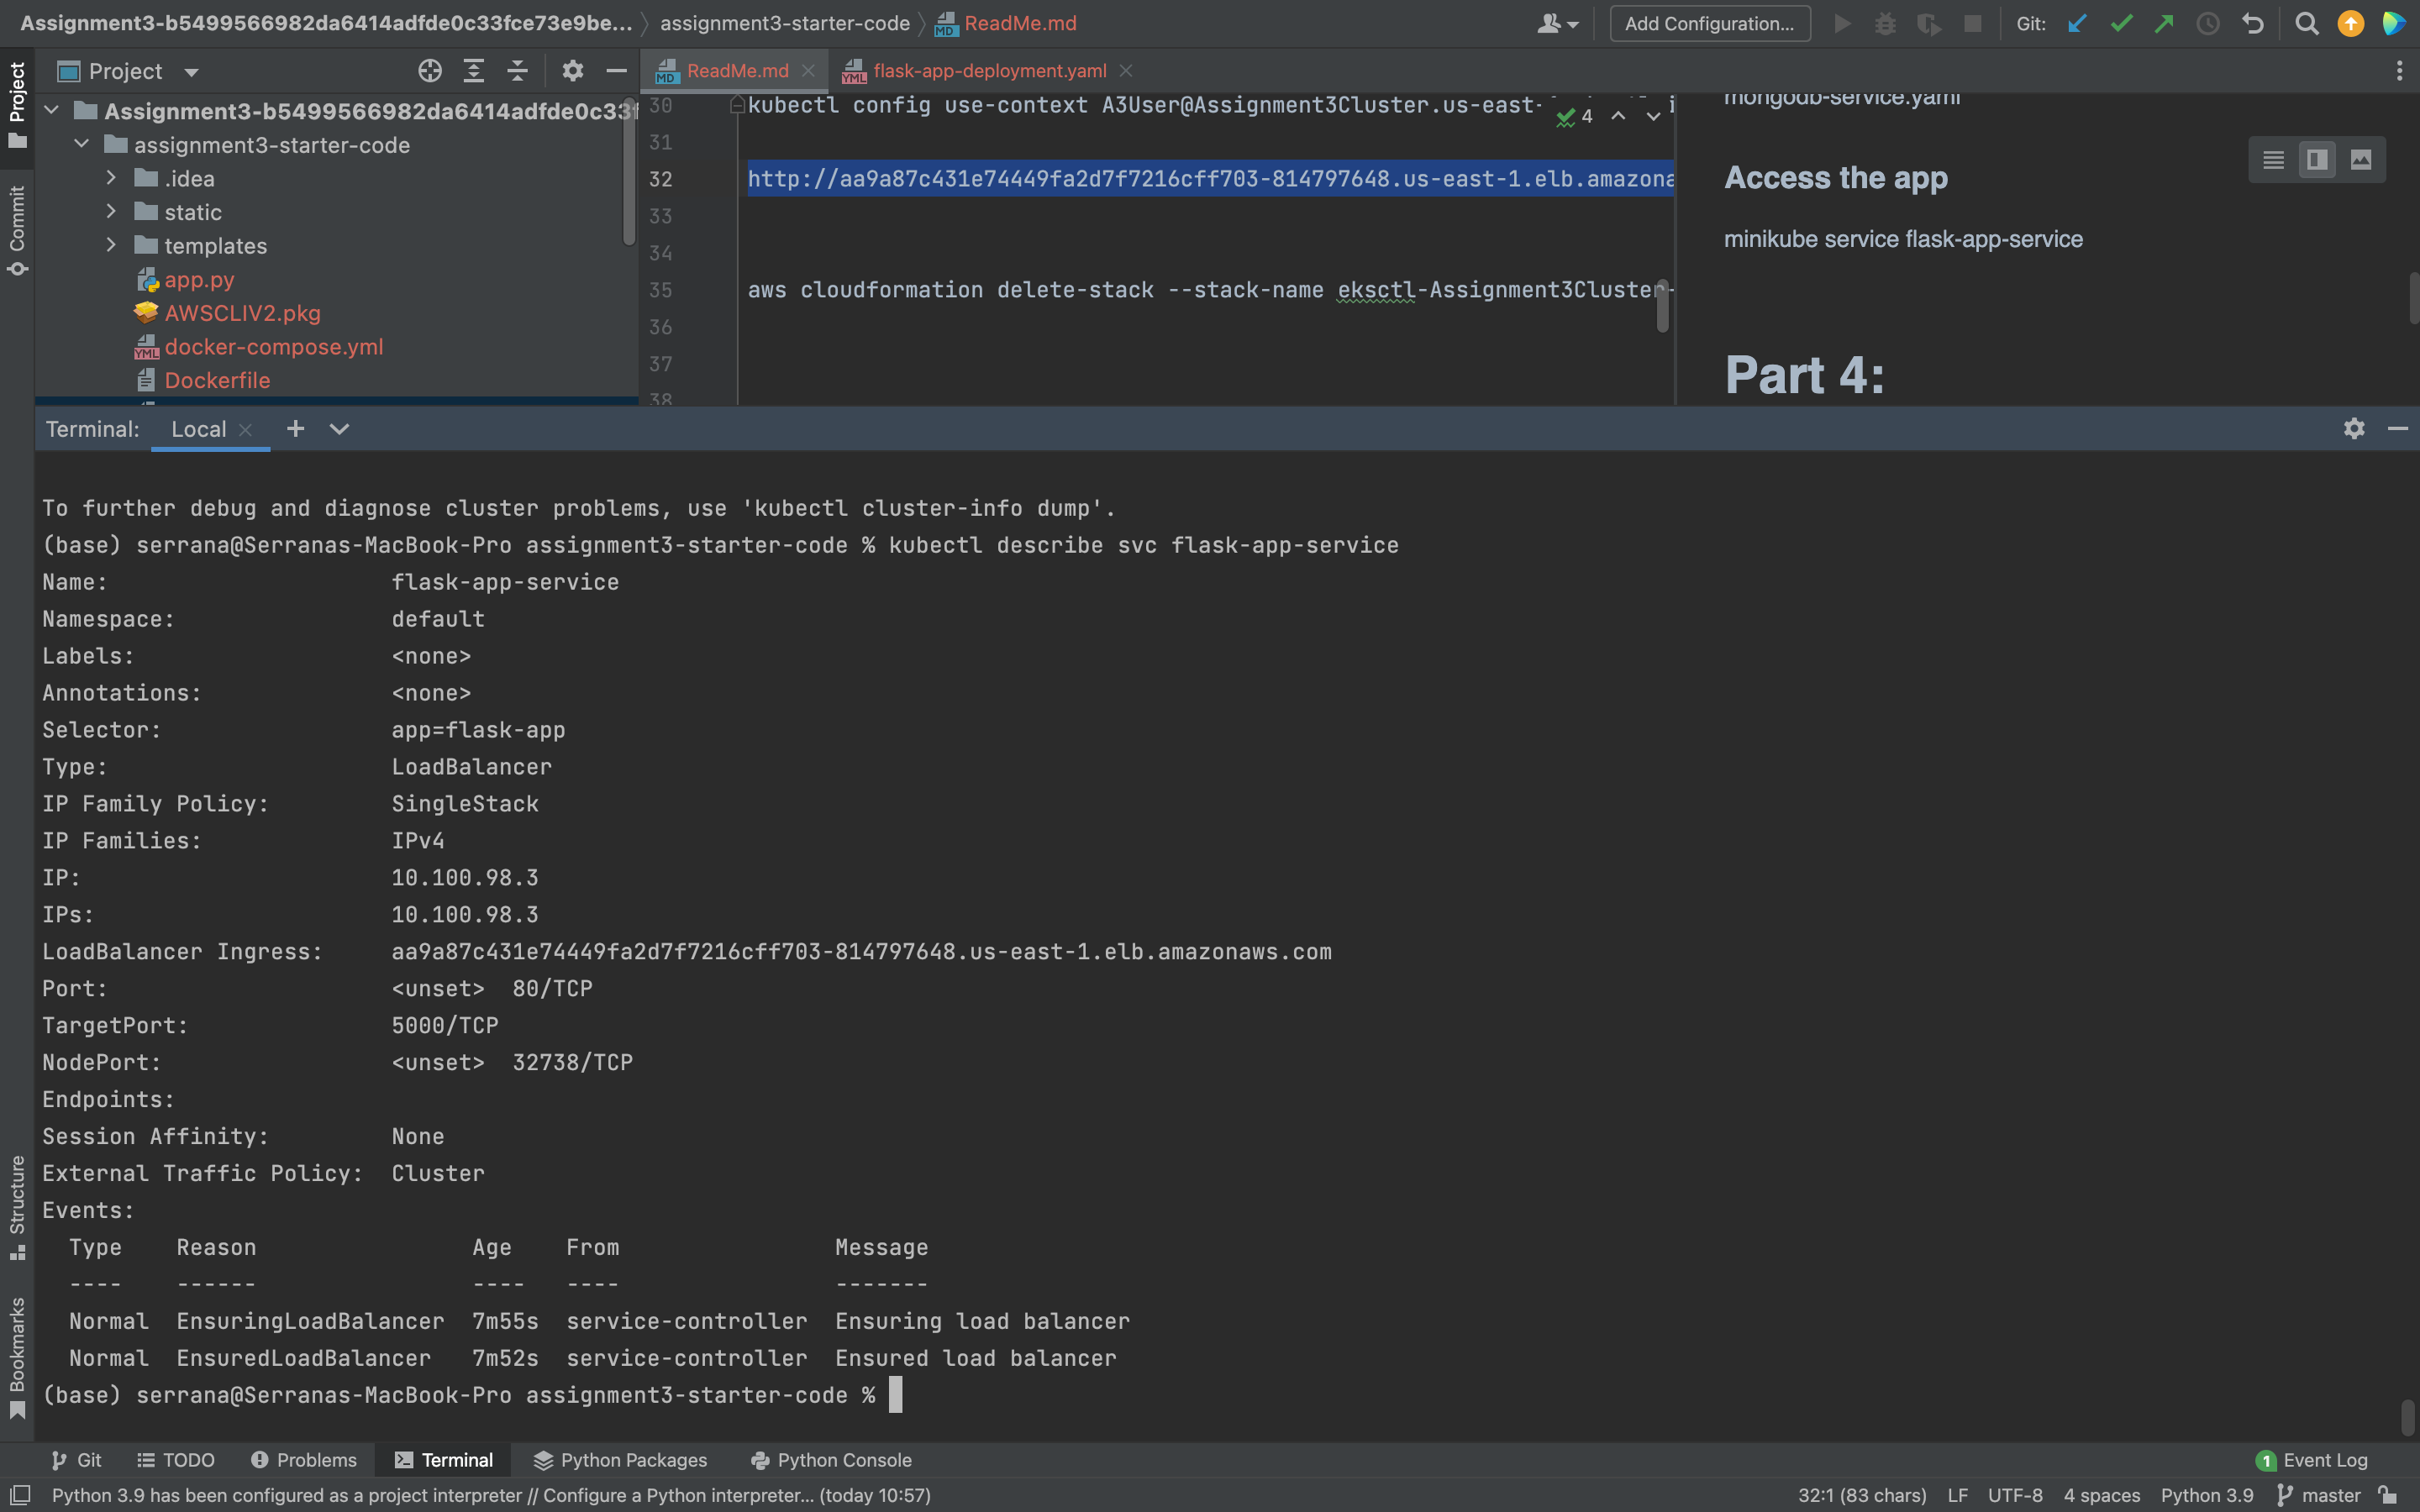 Assignment3-b5499566982da6414adfde0c33fce73e9be... assignment3-starter-code ReadMe.md Add Configuration... Git:
Project
ReadMe.md flask-app-deployment.yaml
Project
Commit
Structure
Bookmarks
Assignment3-b5499566982da6414adfde0c33f
assignment3-starter-code
.idea
static
templates
app.py
AWSCLIV2.pkg
docker-compose.yml
Dockerfile
30 kubectl config use-context A3User@Assignment3Cluster.us-east-
4
31
32 http://aa9a87c431e74449fa2d7f7216cff703-814797648.us-east-1.elb.amazona
33
34
35 aws cloudformation delete-stack --stack-name eksctl-Assignment3Cluster-
36
37
38
mongodb-service.yaml
Access the app
minikube service flask-app-service
Part 4:
Terminal: Local
To further debug and diagnose cluster problems, use 'kubectl cluster-info dump'.
(base) serrana@Serranas-MacBook-Pro assignment3-starter-code % kubectl describe svc flask-app-service
Name: flask-app-service
Namespace: default
Labels: <none>
Annotations: <none>
Selector: app=flask-app
Type: LoadBalancer
IP Family Policy: SingleStack
IP Families: IPv4
IP: 10.100.98.3
IPs: 10.100.98.3
LoadBalancer Ingress: aa9a87c431e74449fa2d7f7216cff703-814797648.us-east-1.elb.amazonaws.com
Port: <unset> 80/TCP
TargetPort: 5000/TCP
NodePort: <unset> 32738/TCP
Endpoints:
Session Affinity: None
External Traffic Policy: Cluster
Events:
Type Reason Age From Message
---- ------ ---- ---- -------
Normal EnsuringLoadBalancer 7m55s service-controller Ensuring load balancer
Normal EnsuredLoadBalancer 7m52s service-controller Ensured load balancer
(base) serrana@Serranas-MacBook-Pro assignment3-starter-code %
Git TODO Problems Terminal Python Packages Python Console 1 Event Log
Python 3.9 has been configured as a project interpreter // Configure a Python interpreter... (today 10:57) 32:1 (83 chars) LF UTF-8 4 spaces Python 3.9 master